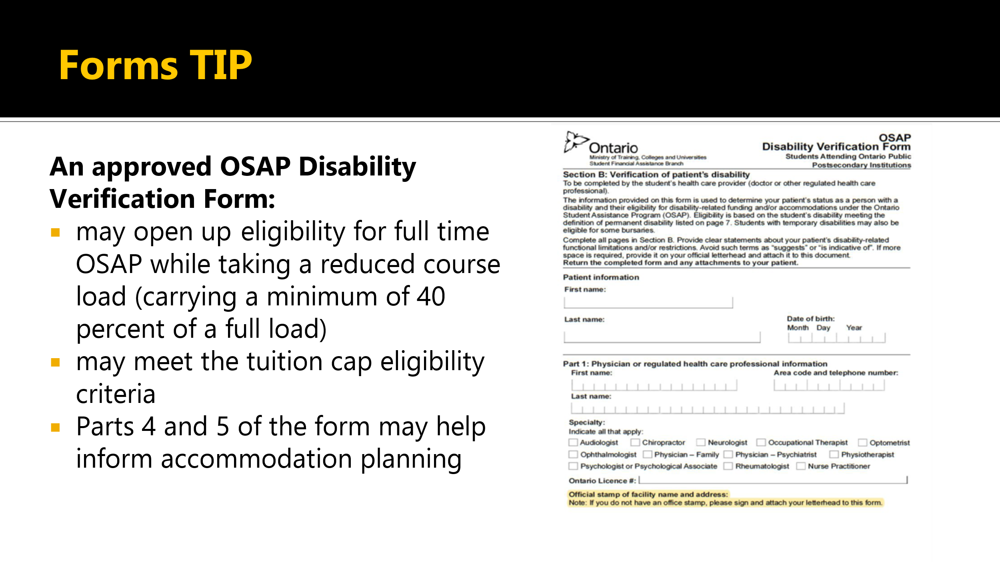 Forms TIP
An approved OSAP Disability
Verification Form:
may open up eligibility for full time
OSAP while taking a reduced course
load (carrying a minimum of 40
percent of a full load)
may meet the tuition cap eligibility
criteria
Parts 4 and 5 of the form may help
inform accommodation planning
Ontario
Ministry of Training, Colleges and Universities
Student Financial Assistance Branch
OSAP
Disability Verification Form
Students Attending Ontario Public
Postsecondary Institutions
Section B: Verification of patient's disability
To be completed by the student's health care provider (doctor or other regulated health care
professional).
The information provided on this form is used to determine your patient's status as a person with a
disability and their eligibility for disability-related funding and/or accommodations under the Ontario
Student Assistance Program (OSAP). Eligibility is based on the student's disability meeting the
definition of permanent disability listed on page 7. Students with temporary disabilities may also be
eligible for some bursaries.
Complete all pages in Section B. Provide clear statements about your patient's disability-related
functional limitations and/or restrictions. Avoid such terms as "suggests" or "is indicative of". If more
space is required, provide it on your official letterhead and attach it to this document.
Return the completed form and any attachments to your patient.
Patient information
First name:
Last name:
Date of birth:
Month Day Year
Part 1: Physician or regulated health care professional information
First name:
Area code and telephone number:
Last name:
Specialty:
Indicate all that apply:
Audiologist Chiropractor Neurologist Occupational Therapist Optometrist
Ophthalmologist Physician – Family Physician – Psychiatrist Physiotherapist
Psychologist or Psychological Associate Rheumatologist Nurse Practitioner
Ontario Licence #:
Official stamp of facility name and address:
Note: If you do not have an office stamp, please sign and attach your letterhead to this form.